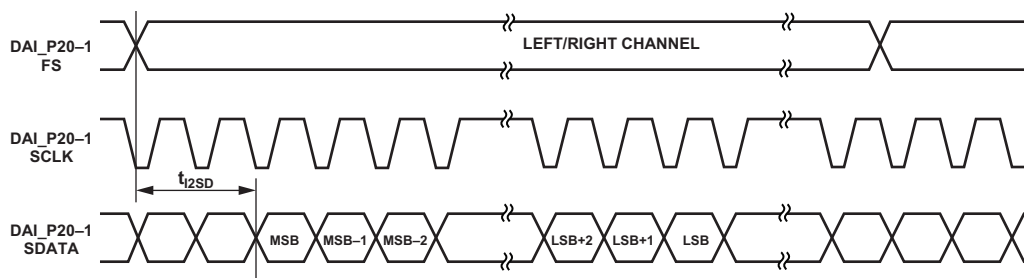 DAI_P20–1
FS
LEFT/RIGHT CHANNEL
DAI_P20–1
SCLK
tI2SD
DAI_P20–1
SDATA
MSB
MSB–1
MSB–2
LSB+2
LSB+1
LSB